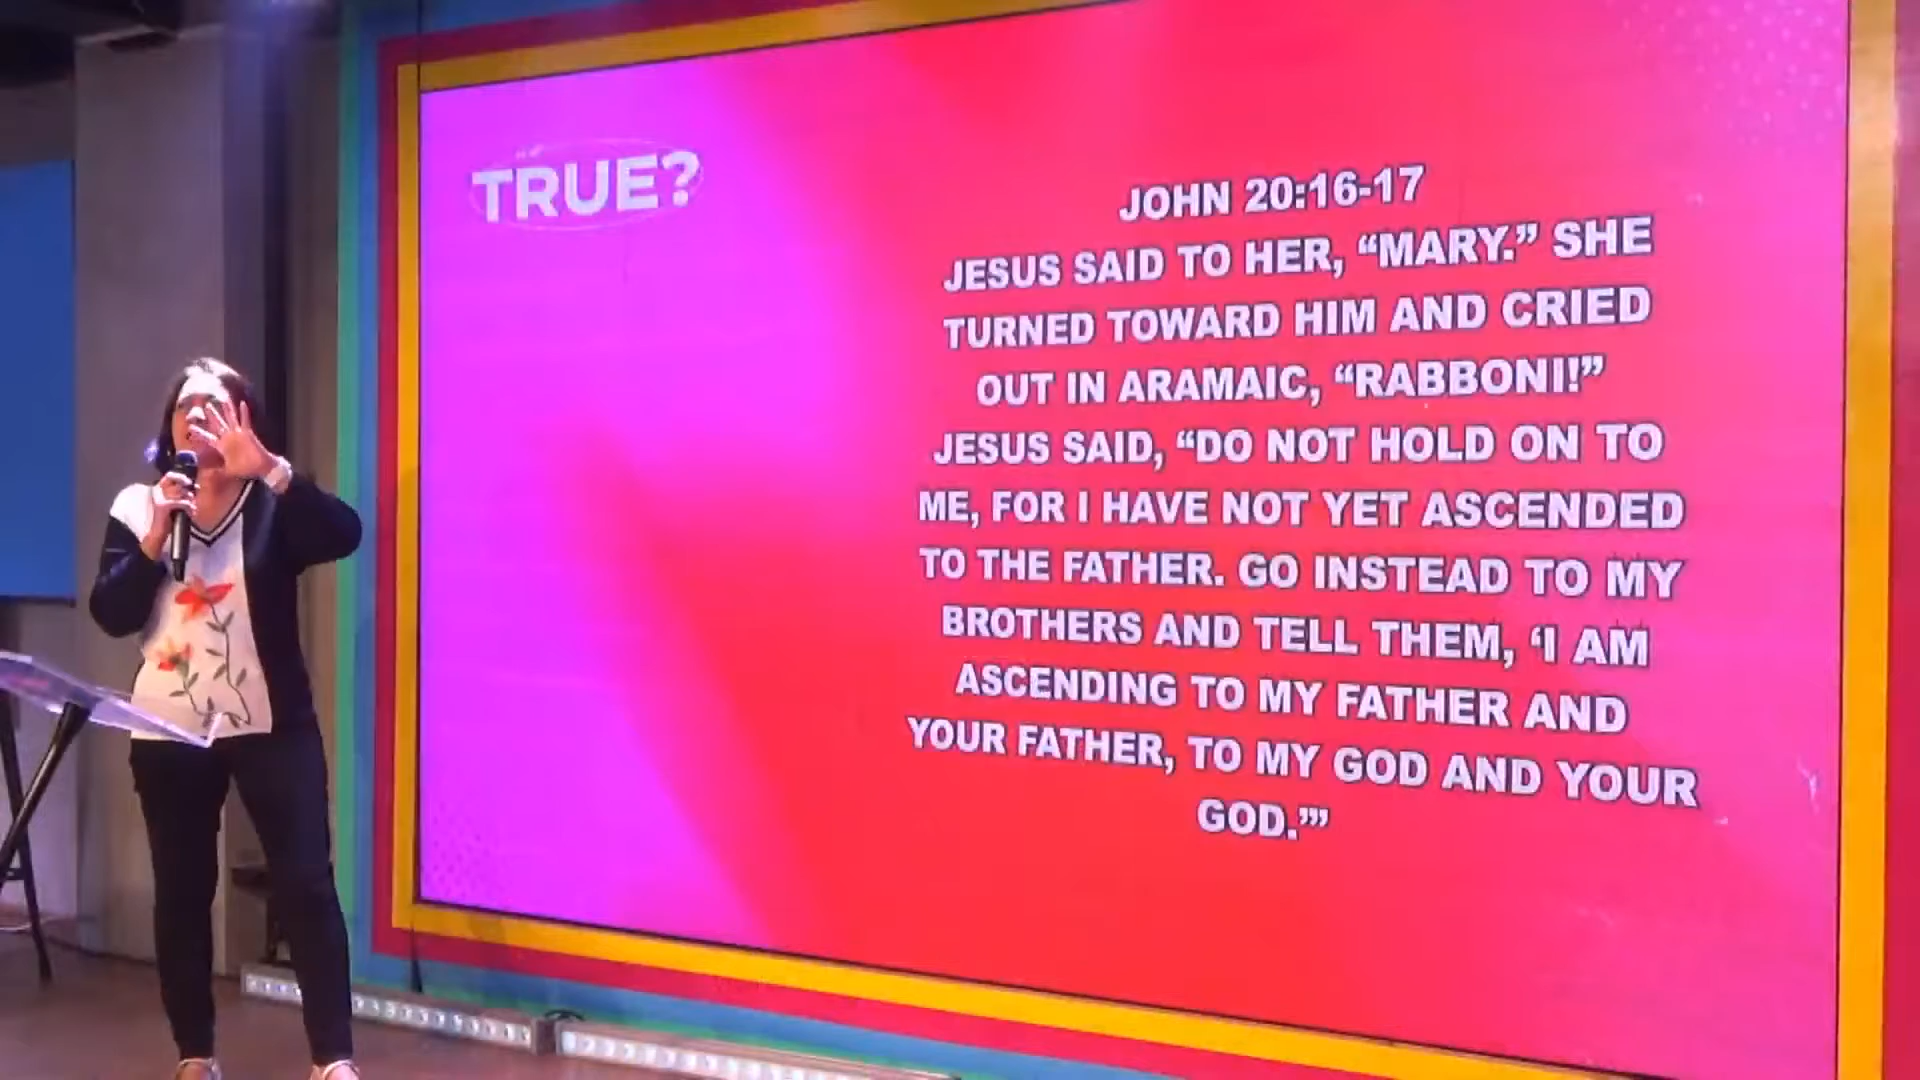 TRUE?
JOHN 20:16-17
JESUS SAID TO HER, “MARY.” SHE
TURNED TOWARD HIM AND CRIED
OUT IN ARAMAIC, “RABBONI!”
JESUS SAID, “DO NOT HOLD ON TO
ME, FOR I HAVE NOT YET ASCENDED
TO THE FATHER. GO INSTEAD TO MY
BROTHERS AND TELL THEM, ‘I AM
ASCENDING TO MY FATHER AND
YOUR FATHER, TO MY GOD AND YOUR
GOD.’”